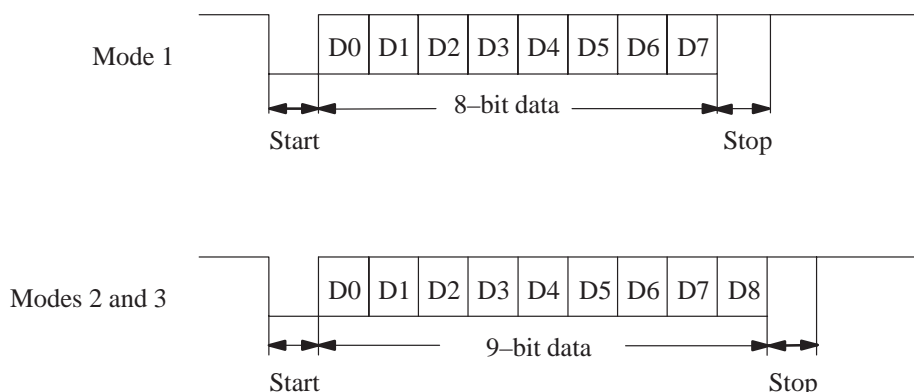 Mode 1
D0 D1 D2 D3 D4 D5 D6 D7
8–bit data
Start
Stop
Modes 2 and 3
D0 D1 D2 D3 D4 D5 D6 D7 D8
9–bit data
Start
Stop